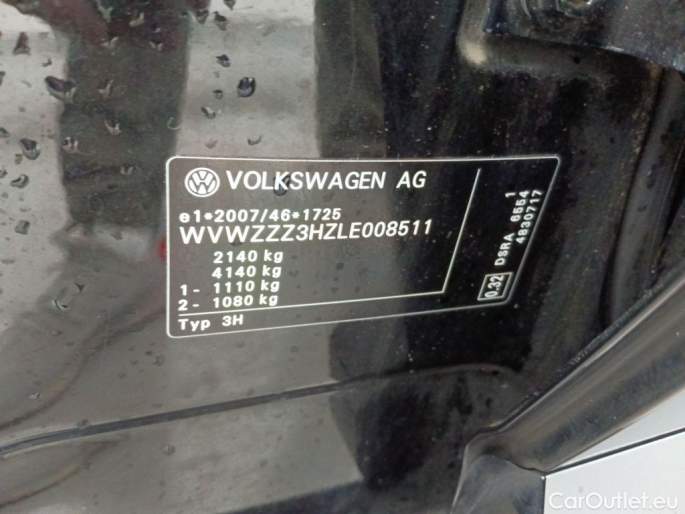 VOLKSWAGEN AG
e1*2007/46*1725
WVWZZZ3HZLE008511
2140 kg
4140 kg
1 - 1110 kg
2 - 1080 kg
Typ 3H
0.32
DSRA 6554 1
4830717
CarOutlet.eu